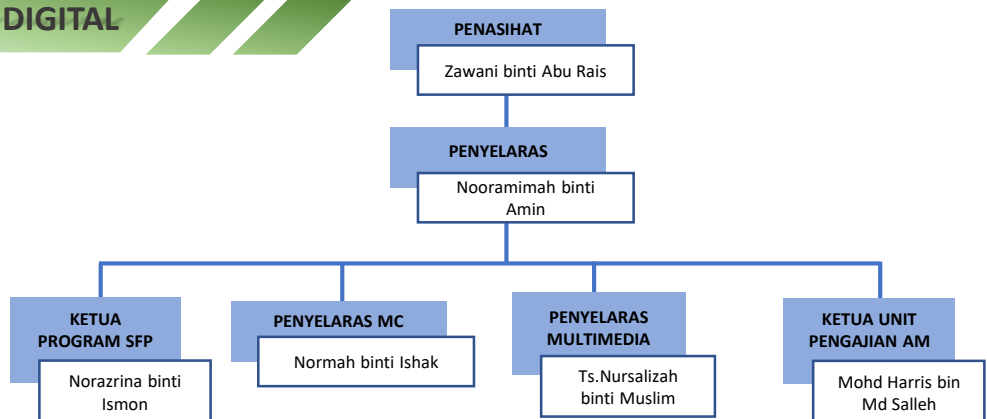 DIGITAL
PENASIHAT
Zawani binti Abu Rais
PENYELARAS
Nooramimah binti
Amin
KETUA
PROGRAM SFP
Norazrina binti
Ismon
PENYELARAS MC
Normah binti Ishak
PENYELARAS
MULTIMEDIA
Ts.Nursalizah
binti Muslim
KETUA UNIT
PENGAJIAN AM
Mohd Harris bin
Md Salleh